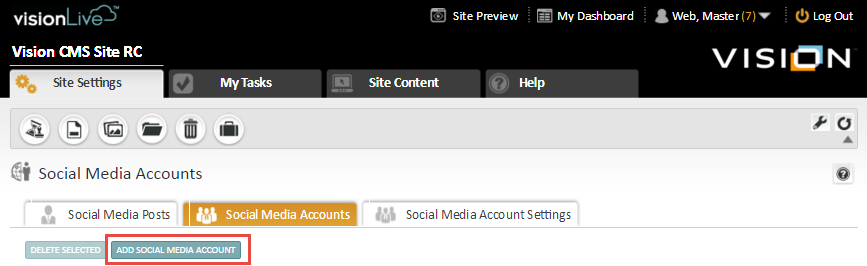 visionLive
Site Preview My Dashboard Web, Master (7) Log Out
Vision CMS Site RC
VISION
Site Settings My Tasks Site Content Help
Social Media Accounts
Social Media Posts Social Media Accounts Social Media Account Settings
DELETE SELECTED ADD SOCIAL MEDIA ACCOUNT